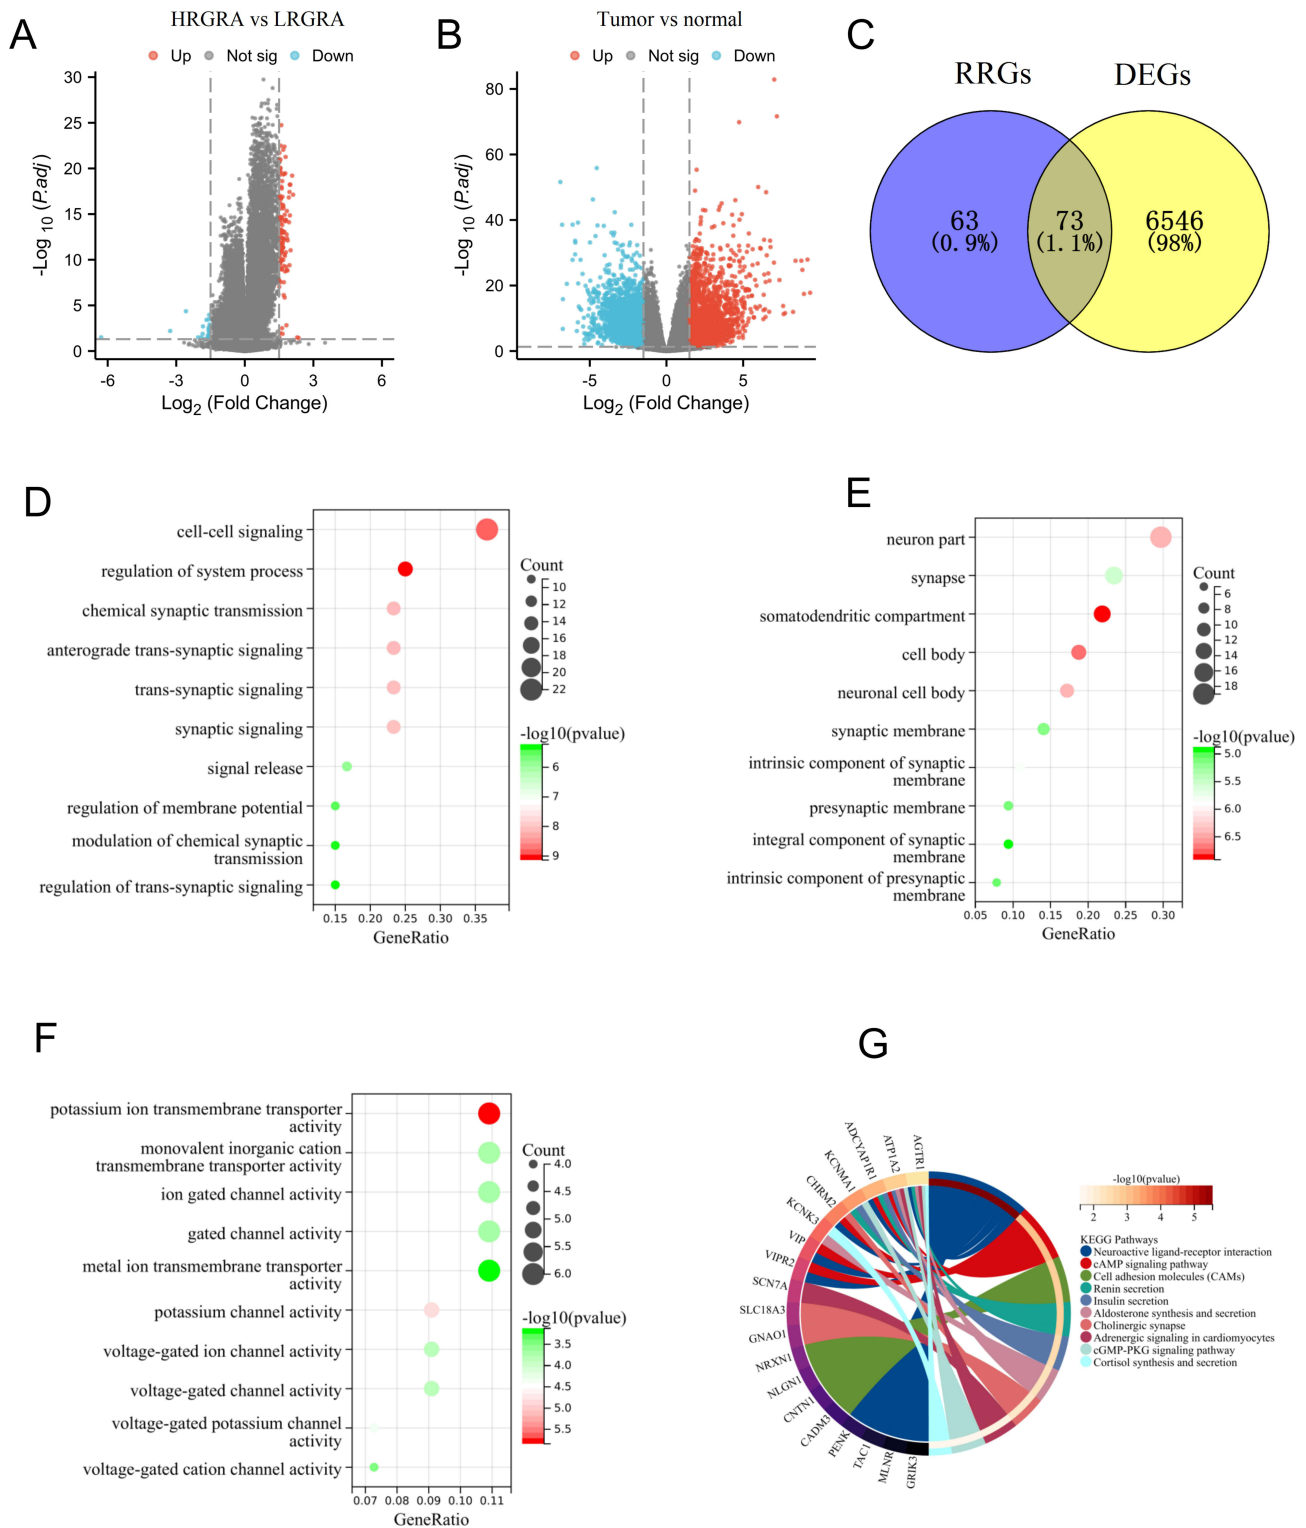 A
HRGRA vs LRGRA
Up Not sig Down
30
25
20
15
10
5
0
-Log 10 (P.adj)
-6 -3 0 3 6
Log2 (Fold Change)
B
Tumor vs normal
Up Not sig Down
80
60
40
20
0
-Log 10 (P.adj)
-5 0 5
Log2 (Fold Change)
C
RRGs DEGs
63 73 6546
(0.9%) (1.1%) (98%)
D
cell-cell signaling
regulation of system process
chemical synaptic transmission
anterograde trans-synaptic signaling
trans-synaptic signaling
synaptic signaling
signal release
regulation of membrane potential
modulation of chemical synaptic
transmission
regulation of trans-synaptic signaling
0.15 0.20 0.25 0.30 0.35
GeneRatio
Count
10
12
14
16
18
20
22
-log10(pvalue)
6
7
8
9
E
neuron part
synapse
somatodendritic compartment
cell body
neuronal cell body
synaptic membrane
intrinsic component of synaptic
membrane
presynaptic membrane
integral component of synaptic
membrane
intrinsic component of presynaptic
membrane
0.05 0.10 0.15 0.20 0.25 0.30
GeneRatio
Count
6
8
10
12
14
16
18
-log10(pvalue)
5.0
5.5
6.0
6.5
F
potassium ion transmembrane transporter
activity
monovalent inorganic cation
transmembrane transporter activity
ion gated channel activity
gated channel activity
metal ion transmembrane transporter
activity
potassium channel activity
voltage-gated ion channel activity
voltage-gated channel activity
voltage-gated potassium channel
activity
voltage-gated cation channel activity
0.07 0.08 0.09 0.10 0.11
GeneRatio
Count
4.0
4.5
5.0
5.5
6.0
-log10(pvalue)
3.5
4.0
4.5
5.0
5.5
G
AGTR1
ATP1A2
ADCYAP1R1
KCNMA1
CHRM2
KCNK3
VIP
VIPR2
SCN7A
SLC18A3
GNAO1
NRXN1
NLGN1
CNTN1
CADM3
PENK
TAC1
MLNR
GRIK3
-log10(pvalue)
2 3 4 5
KEGG Pathways
Neuroactive ligand-receptor interaction
cAMP signaling pathway
Cell adhesion molecules (CAMs)
Renin secretion
Insulin secretion
Aldosterone synthesis and secretion
Cholinergic synapse
Adrenergic signaling in cardiomyocytes
cGMP-PKG signaling pathway
Cortisol synthesis and secretion